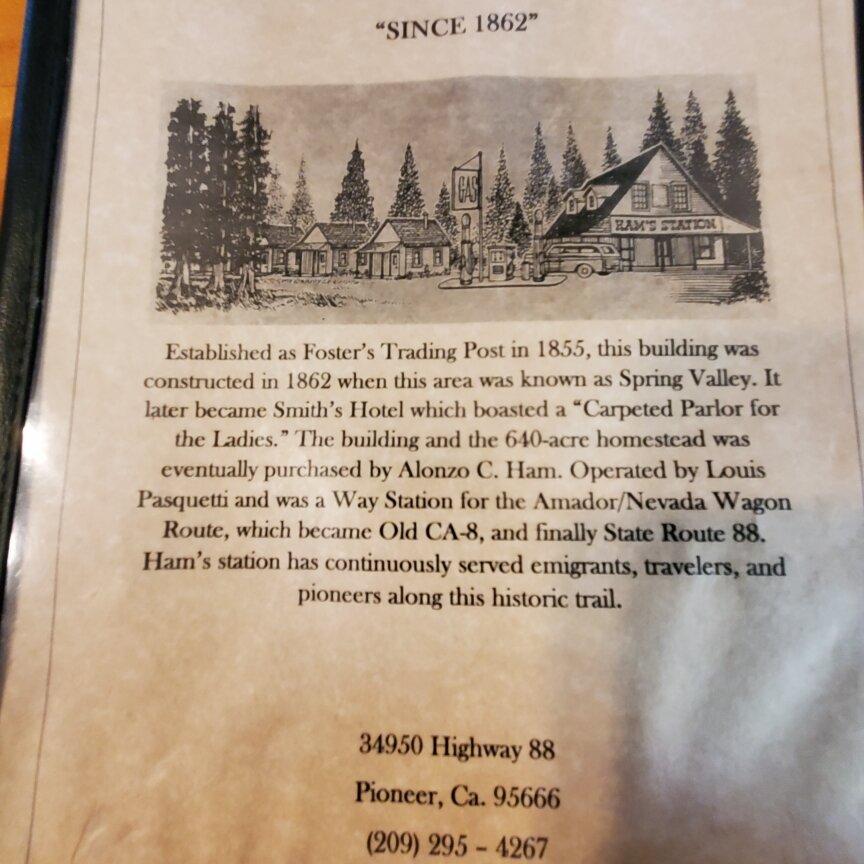 “SINCE 1862”
GAS
HAM'S STATION
Established as Foster's Trading Post in 1855, this building was
constructed in 1862 when this area was known as Spring Valley. It
later became Smith's Hotel which boasted a “Carpeted Parlor for
the Ladies.” The building and the 640-acre homestead was
eventually purchased by Alonzo C. Ham. Operated by Louis
Pasquetti and was a Way Station for the Amador/Nevada Wagon
Route, which became Old CA-8, and finally State Route 88.
Ham's station has continuously served emigrants, travelers, and
pioneers along this historic trail.
34950 Highway 88
Pioneer, Ca. 95666
(209) 295 - 4267